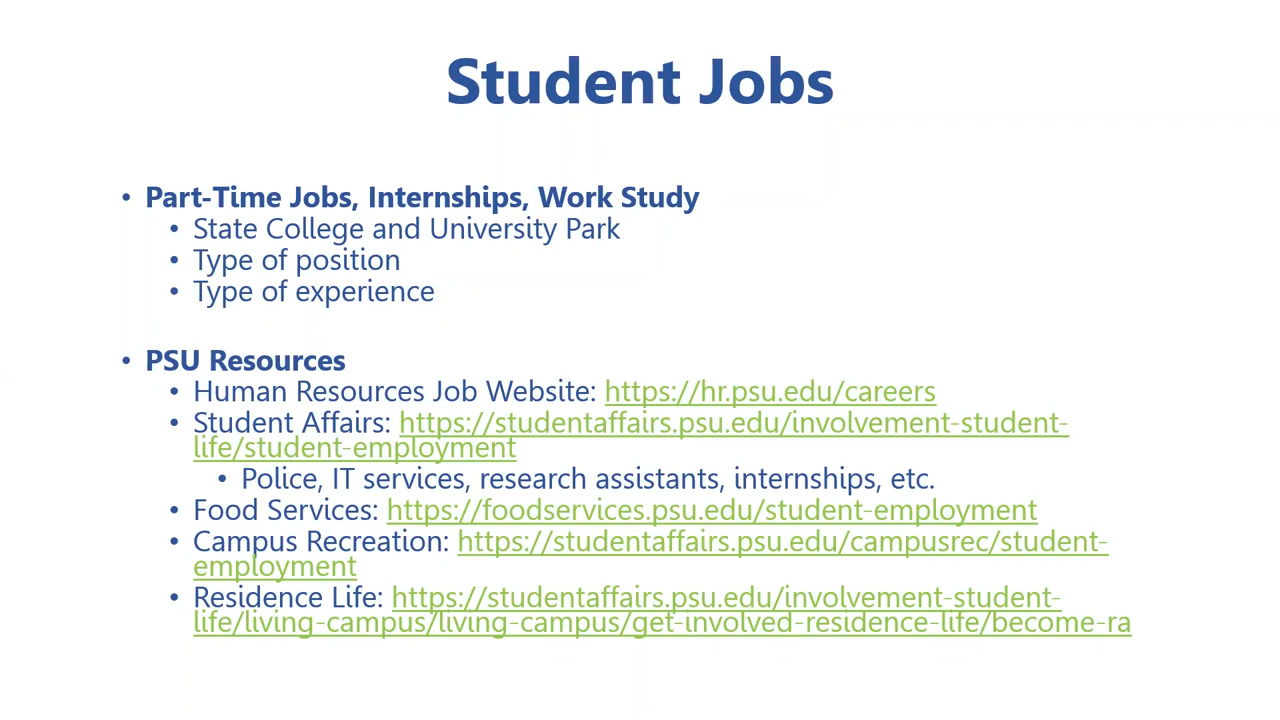 Student Jobs
• Part-Time Jobs, Internships, Work Study
• State College and University Park
• Type of position
• Type of experience
• PSU Resources
• Human Resources Job Website: https://hr.psu.edu/careers
• Student Affairs: https://studentaffairs.psu.edu/involvement-student-
life/student-employment
• Police, IT services, research assistants, internships, etc.
• Food Services: https://foodservices.psu.edu/student-employment
• Campus Recreation: https://studentaffairs.psu.edu/campusrec/student-
employment
• Residence Life: https://studentaffairs.psu.edu/involvement-student-
life/living-campus/living-campus/get-involved-residence-life/become-ra